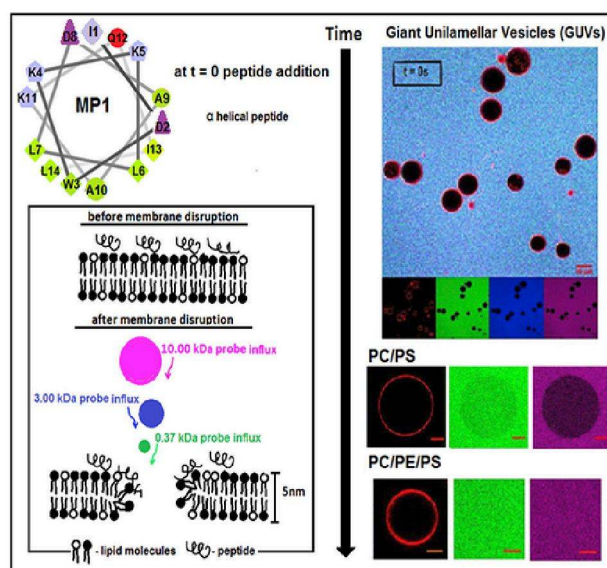 D8
I1
Q12
K5
K4
K11
MP1
A9
D2
L7
I13
L14
L6
W3
A10
at t = 0 peptide addition
α helical peptide
Time
Giant Unilamellar Vesicles (GUVs)
t = 0s
before membrane disruption
after membrane disruption
10.00 kDa probe influx
3.00 kDa probe influx
0.37 kDa probe influx
5nm
- lipid molecules
- peptide
PC/PS
PC/PE/PS